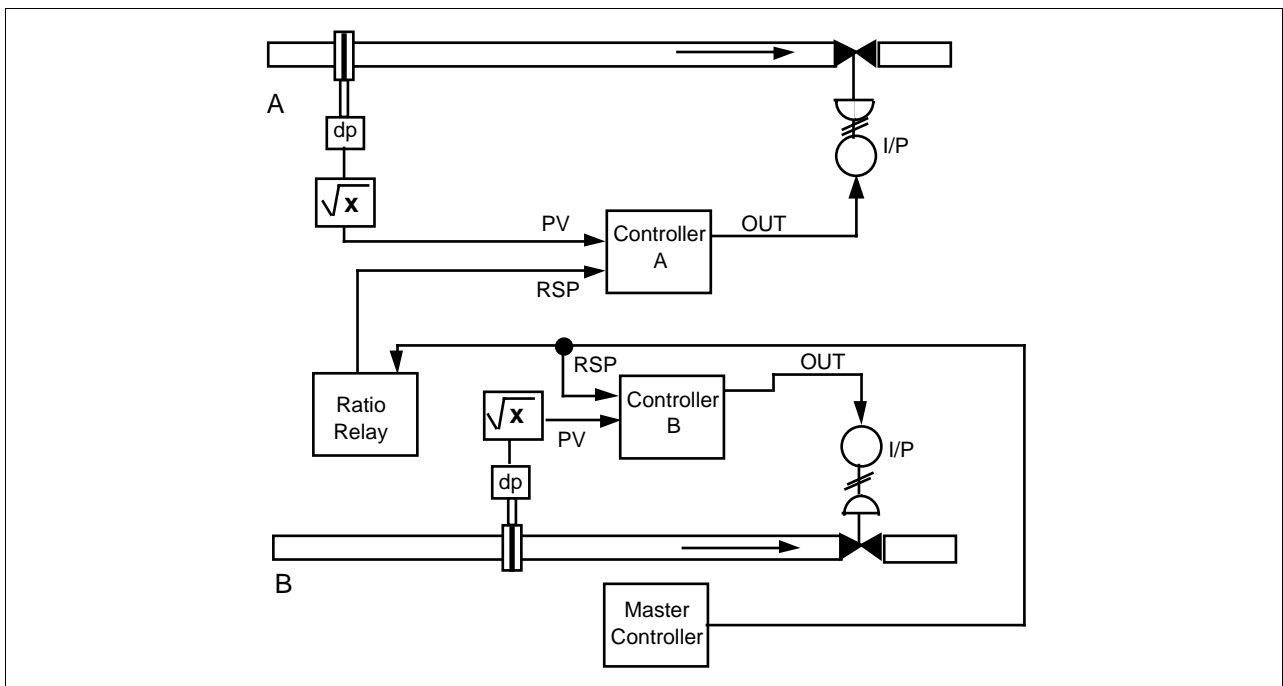 A
dp
√x
I/P
PV
Controller
A
OUT
RSP
RSP
OUT
Ratio
Relay
√x
PV
Controller
B
I/P
dp
B
Master
Controller